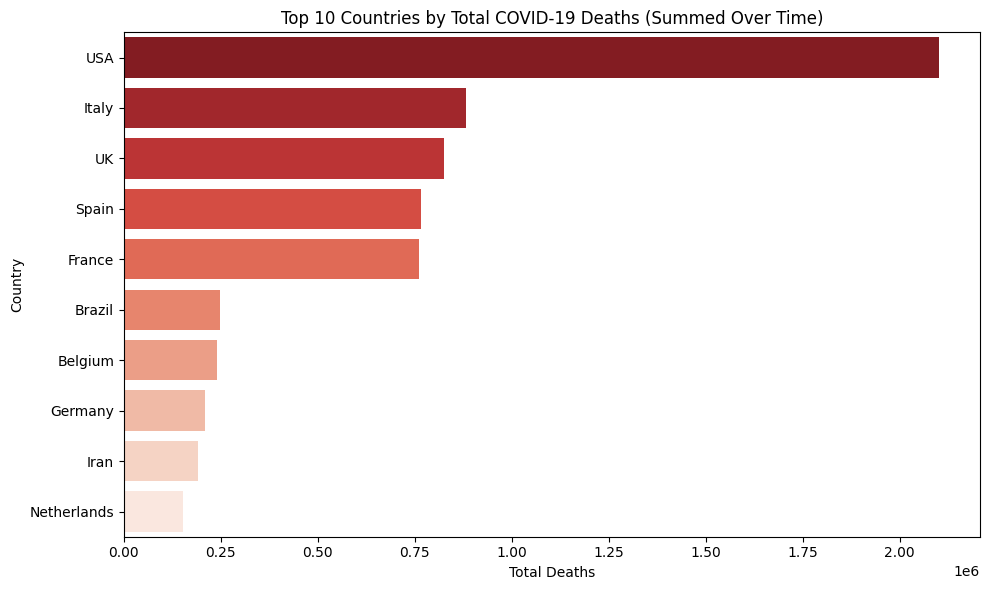 Top 10 Countries by Total COVID-19 Deaths (Summed Over Time)
Country
USA
Italy
UK
Spain
France
Brazil
Belgium
Germany
Iran
Netherlands
0.00 0.25 0.50 0.75 1.00 1.25 1.50 1.75 2.00
1e6
Total Deaths